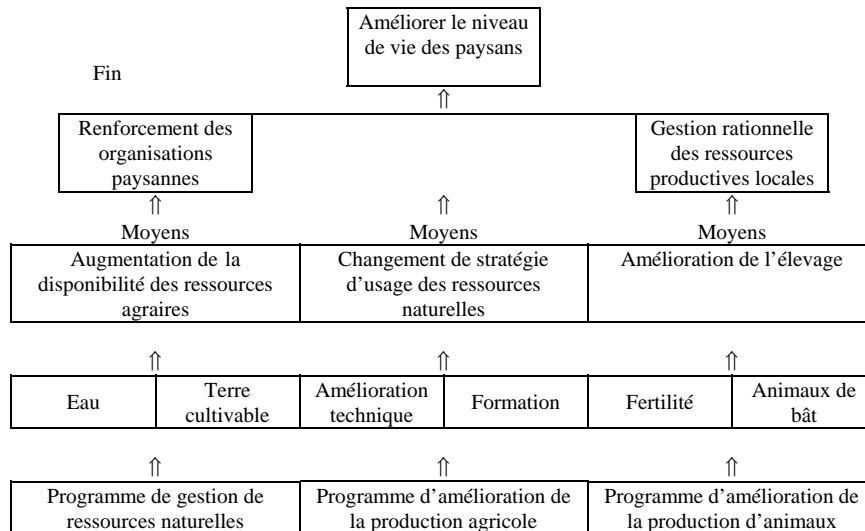 Améliorer le niveau
de vie des paysans
Fin
⇑
Renforcement des
organisations
paysannes
Gestion rationnelle
des ressources
productives locales
⇑ ⇑ ⇑
Moyens Moyens Moyens
Augmentation de la
disponibilité des ressources
agraires
Changement de stratégie
d’usage des ressources
naturelles
Amélioration de l’élevage
⇑ ⇑ ⇑
Eau
Terre
cultivable
Amélioration
technique
Formation
Fertilité
Animaux de
bât
⇑ ⇑ ⇑
Programme de gestion de
ressources naturelles
Programme d’amélioration de
la production agricole
Programme d’amélioration de
la production d’animaux